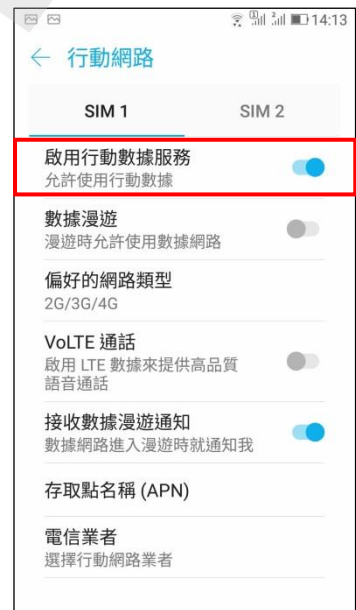 14:13
行動網路
SIM 1
SIM 2
啟用行動數據服務
允許使用行動數據
數據漫遊
漫遊時允許使用數據網路
偏好的網路類型
2G/3G/4G
VoLTE 通話
啟用 LTE 數據來提供高品質
語音通話
接收數據漫遊通知
數據網路進入漫遊時就通知我
存取點名稱 (APN)
電信業者
選擇行動網路業者